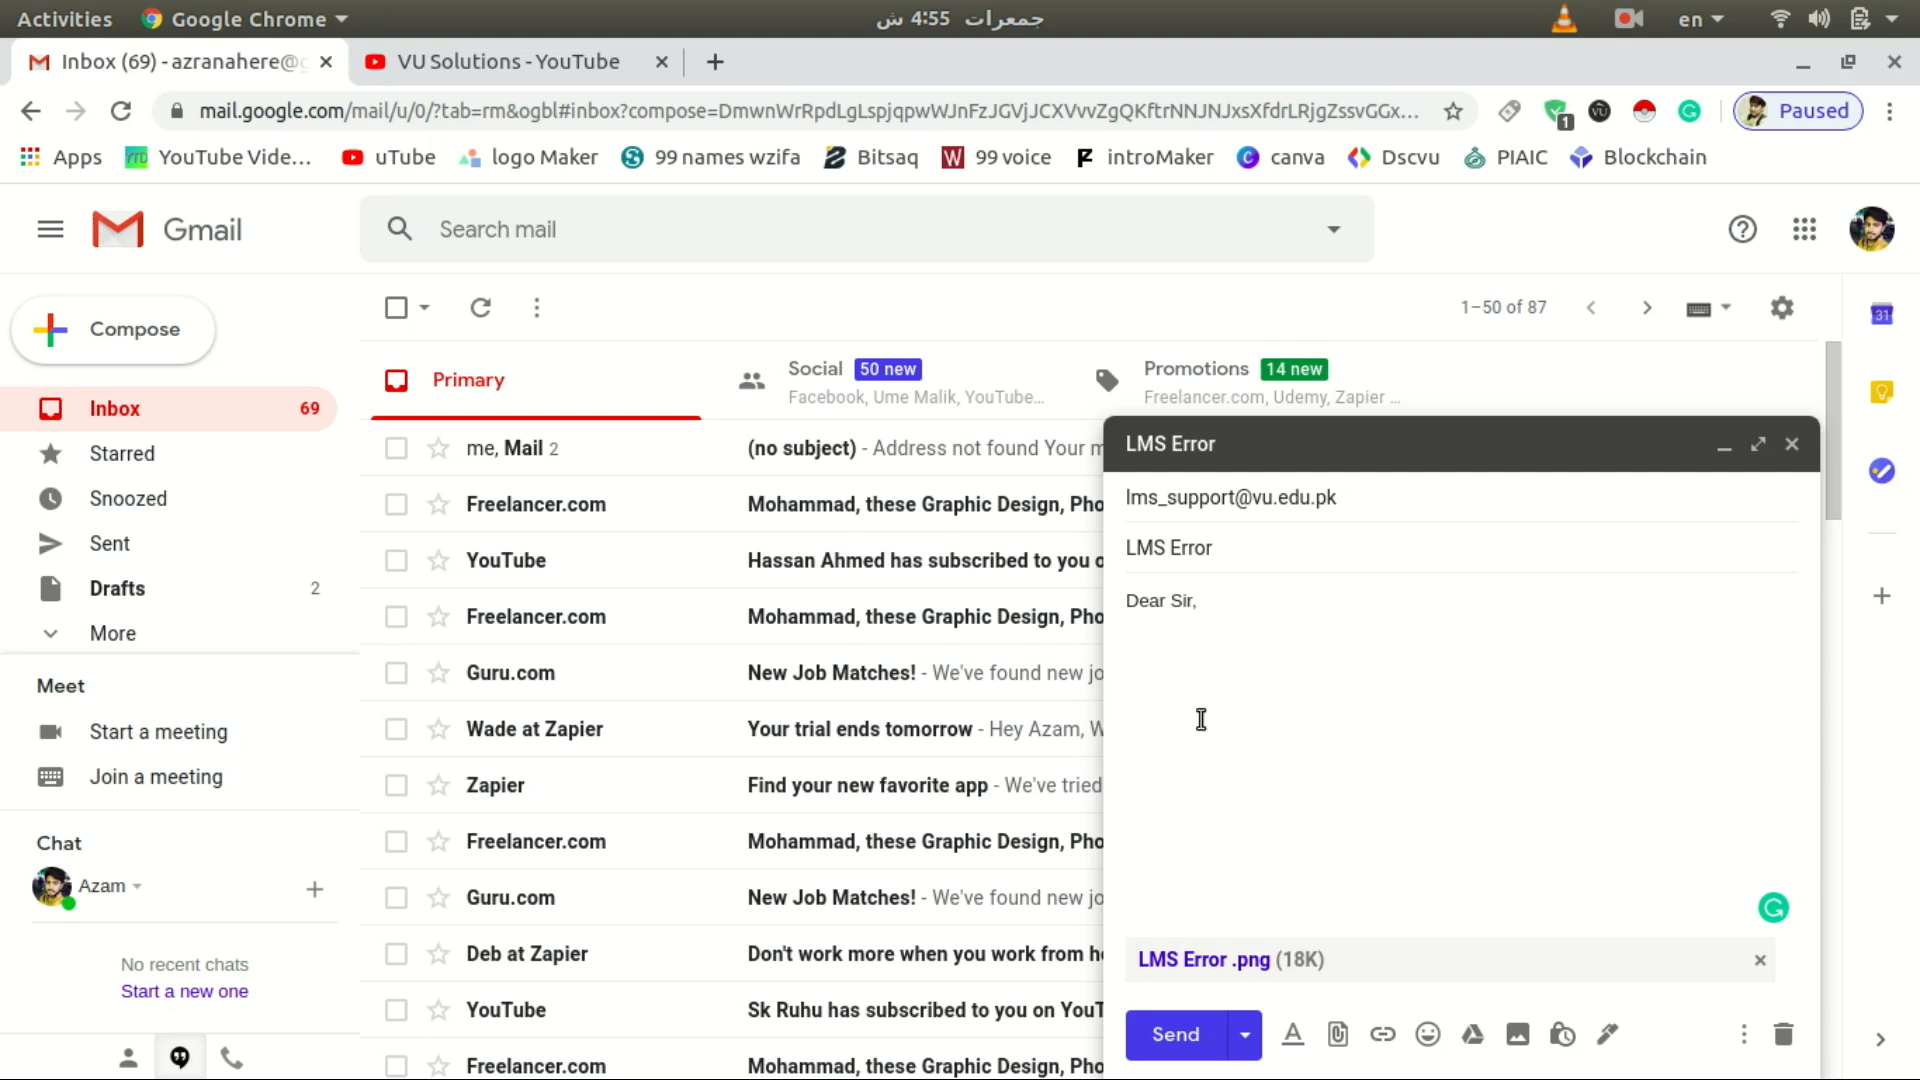 Activities
Google Chrome
جمعرات 4:55 ش
en
Inbox (69) - azranahere@g
VU Solutions - YouTube
mail.google.com/mail/u/0/?tab=rm&ogbl#inbox?compose=DmwnWrRpdLgLspjqpwWJnFzJGVjJCXVvvZgQKftrNNJNJxsXfdrLRjgZssvGGx...
1
Paused
Apps
YouTube Vide...
uTube
logo Maker
99 names wzifa
Bitsaq
99 voice
introMaker
canva
Dscvu
PIAIC
Blockchain
Gmail
Search mail
Compose
1–50 of 87
31
Inbox 69
Starred
Snoozed
Sent
Drafts 2
More
Meet
Start a meeting
Join a meeting
Chat
Azam
No recent chats
Start a new one
Primary
Social 50 new
Facebook, Ume Malik, YouTube...
Promotions 14 new
Freelancer.com, Udemy, Zapier ...
me, Mail 2 (no subject) - Address not found Your m
Freelancer.com Mohammad, these Graphic Design, Pho
YouTube Hassan Ahmed has subscribed to you o
Freelancer.com Mohammad, these Graphic Design, Pho
Guru.com New Job Matches! - We've found new jo
Wade at Zapier Your trial ends tomorrow - Hey Azam, W
Zapier Find your new favorite app - We've tried
Freelancer.com Mohammad, these Graphic Design, Pho
Guru.com New Job Matches! - We've found new jo
Deb at Zapier Don't work more when you work from h
YouTube Sk Ruhu has subscribed to you on YouT
Freelancer.com Mohammad, these Graphic Design, Pho
LMS Error
lms_support@vu.edu.pk
LMS Error
Dear Sir,
LMS Error .png (18K)
Send